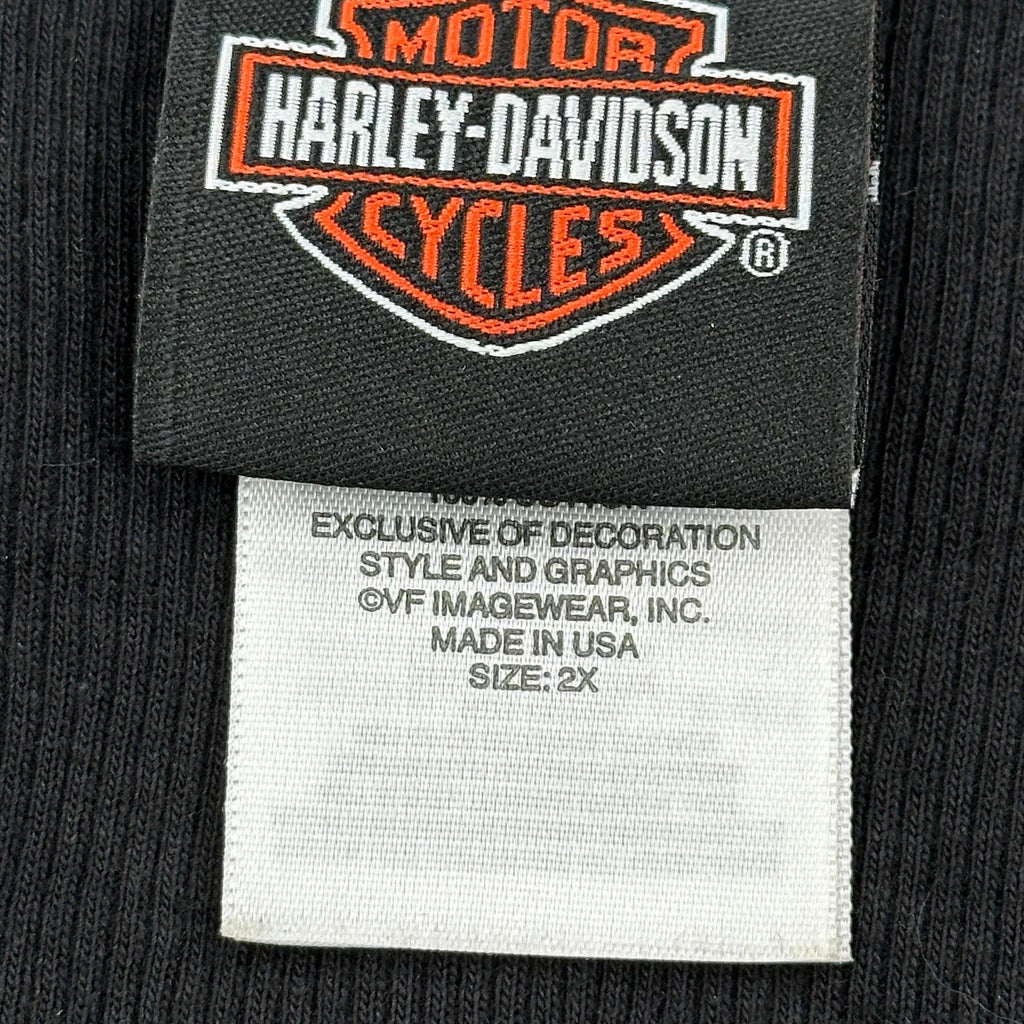 MOTOR
HARLEY-DAVIDSON
CYCLES
®
EXCLUSIVE OF DECORATION
STYLE AND GRAPHICS
©VF IMAGEWEAR, INC.
MADE IN USA
SIZE: 2X